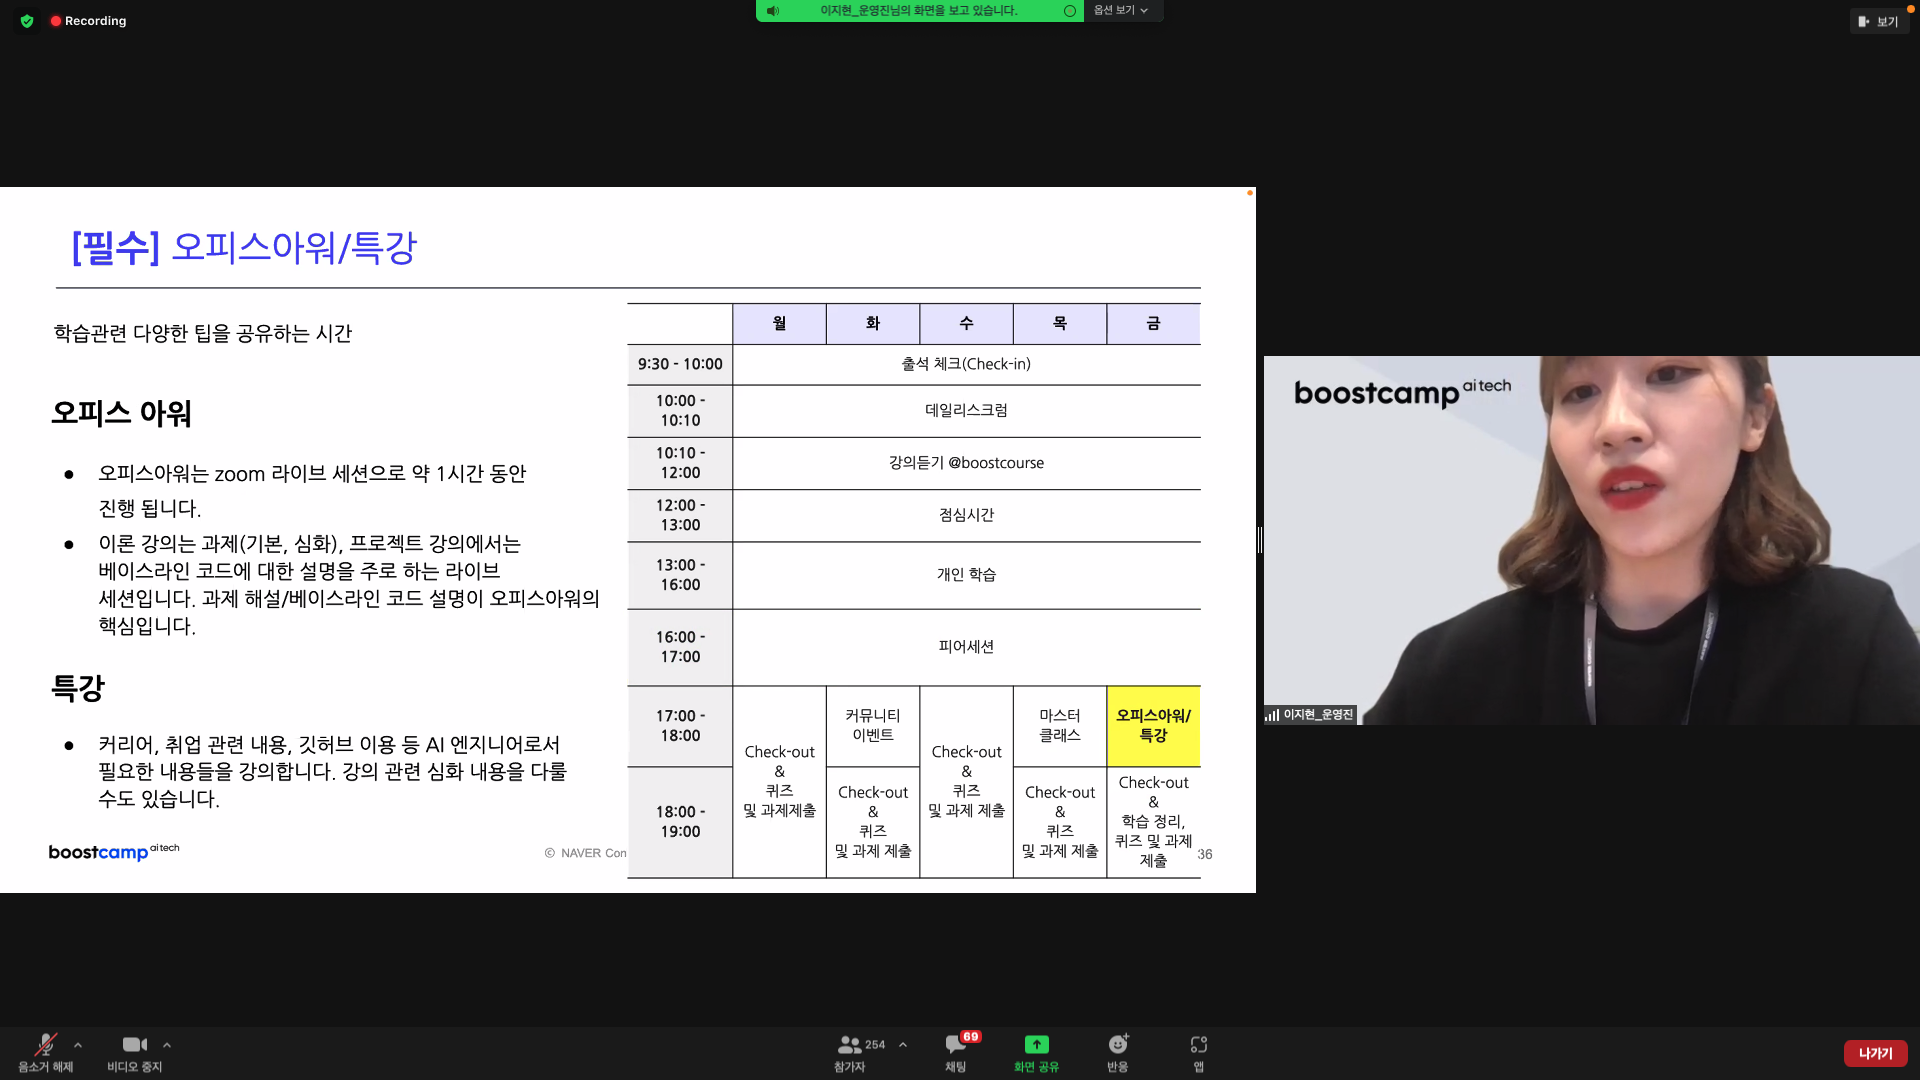 Recording
이지현_운영진님의 화면을 보고 있습니다.
옵션 보기
보기
[필수] 오피스아워/특강
학습관련 다양한 팁을 공유하는 시간
오피스 아워
● 오피스아워는 zoom 라이브 세션으로 약 1시간 동안
진행 됩니다.
● 이론 강의는 과제(기본, 심화), 프로젝트 강의에서는
베이스라인 코드에 대한 설명을 주로 하는 라이브
세션입니다. 과제 해설/베이스라인 코드 설명이 오피스아워의
핵심입니다.
특강
● 커리어, 취업 관련 내용, 깃허브 이용 등 AI 엔지니어로서
필요한 내용들을 강의합니다. 강의 관련 심화 내용을 다룰
수도 있습니다.
boostcamp ai tech
© NAVER Con
36
월 화 수 목 금
9:30 - 10:00
출석 체크(Check-in)
10:00 -
10:10
데일리스크럼
10:10 -
12:00
강의듣기 @boostcourse
12:00 -
13:00
점심시간
13:00 -
16:00
개인 학습
16:00 -
17:00
피어세션
17:00 -
18:00
18:00 -
19:00
Check-out
&
퀴즈
및 과제제출
커뮤니티
이벤트
Check-out
&
퀴즈
및 과제 제출
Check-out
&
퀴즈
및 과제 제출
마스터
클래스
Check-out
&
퀴즈
및 과제 제출
오피스아워/
특강
Check-out
&
학습 정리,
퀴즈 및 과제
제출
boostcamp ai tech
이지현_운영진
음소거 해제
비디오 중지
254
참가자
69
채팅
화면 공유
반응
앱
나가기